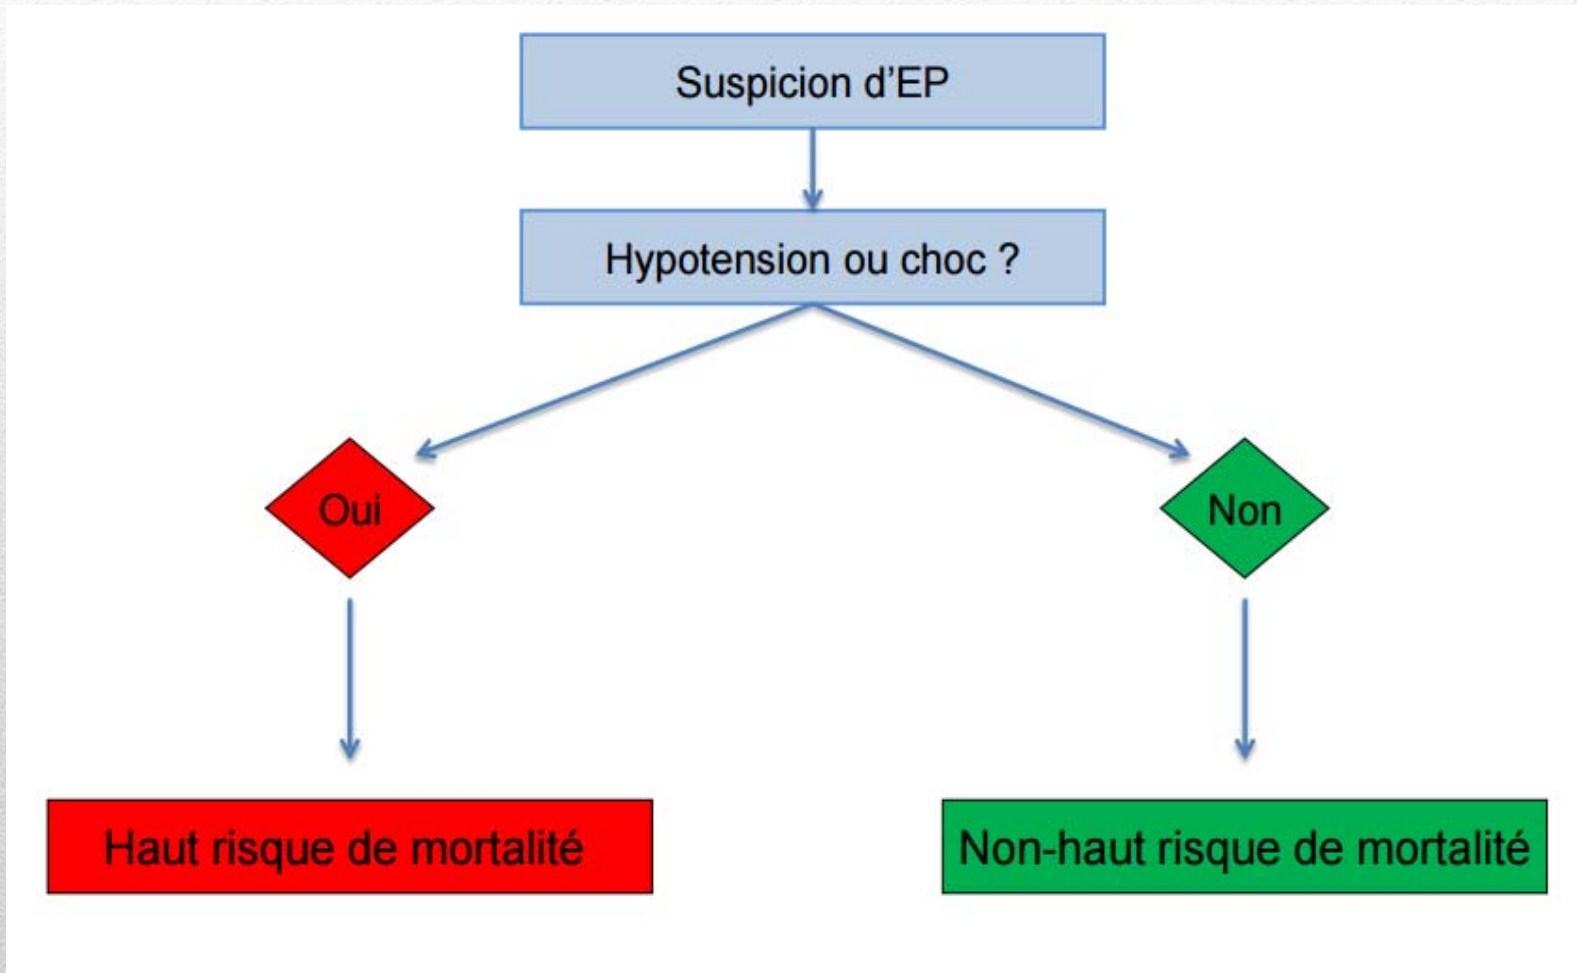 Suspicion d’EP
Hypotension ou choc ?
Oui
Non
Haut risque de mortalité
Non-haut risque de mortalité